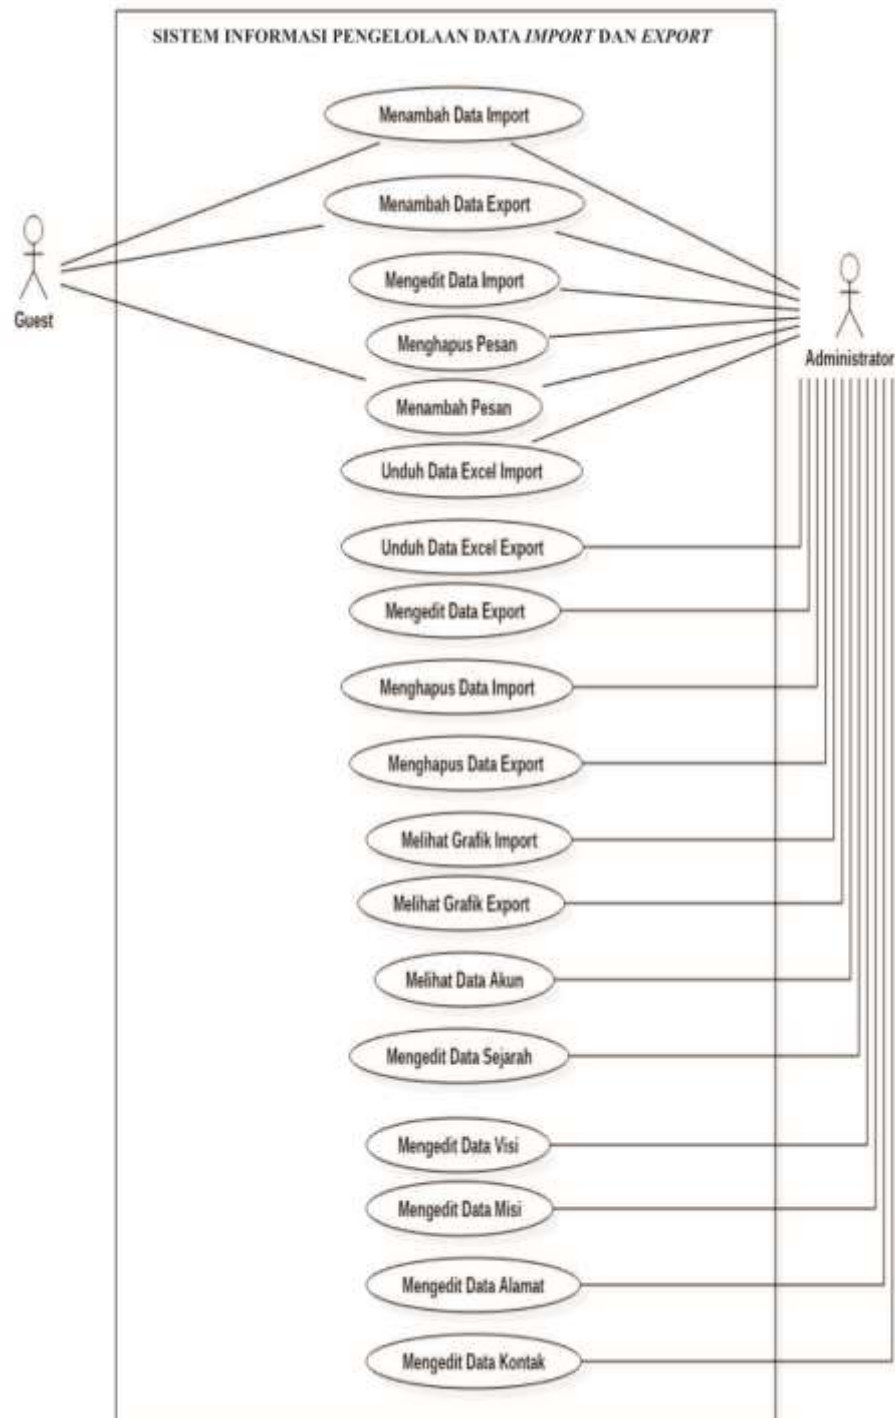 SISTEM INFORMASI PENGELOLAAN DATA IMPORT DAN EXPORT
Menambah Data Import
Menambah Data Export
Guest
Mengedit Data Import
Menghapus Pesan
Administrator
Menambah Pesan
Unduh Data Excel Import
Unduh Data Excel Export
Mengedit Data Export
Menghapus Data Import
Menghapus Data Export
Melihat Grafik Import
Melihat Grafik Export
Melihat Data Akun
Mengedit Data Sejarah
Mengedit Data Visi
Mengedit Data Misi
Mengedit Data Alamat
Mengedit Data Kontak